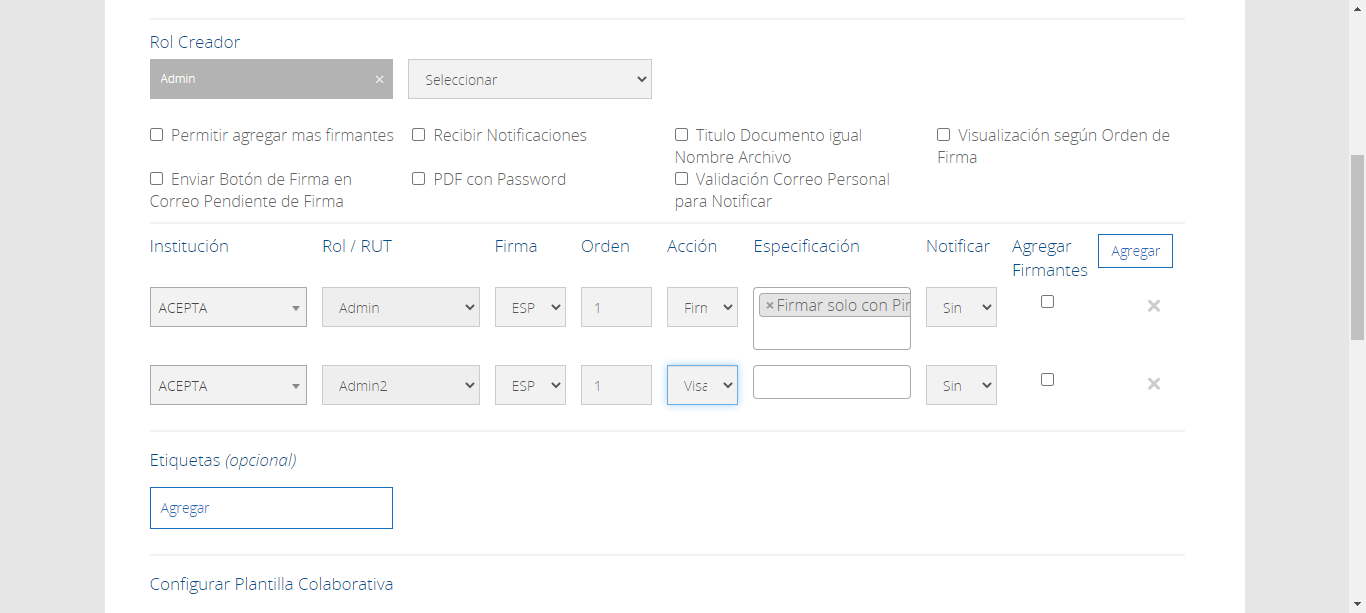 Rol Creador
Admin ×
Seleccionar
Permitir agregar mas firmantes
Recibir Notificaciones
Titulo Documento igual
Nombre Archivo
Visualización según Orden de
Firma
Enviar Botón de Firma en
Correo Pendiente de Firma
PDF con Password
Validación Correo Personal
para Notificar
Institución Rol / RUT Firma Orden Acción Especificación Notificar Agregar
Firmantes
Agregar
ACEPTA Admin ESP 1 Firm ×Firmar solo con Pin Sin
ACEPTA Admin2 ESP 1 Visa Sin
Etiquetas (opcional)
Agregar
Configurar Plantilla Colaborativa